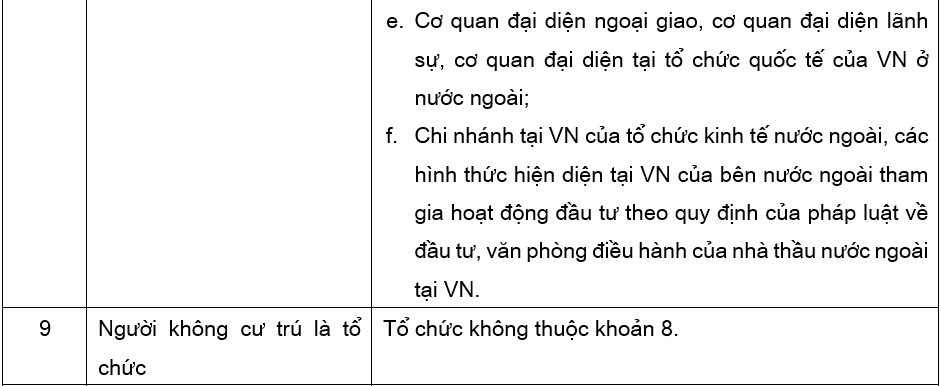 e. Cơ quan đại diện ngoại giao, cơ quan đại diện lãnh
sự, cơ quan đại diện tại tổ chức quốc tế của VN ở
nước ngoài;
f. Chi nhánh tại VN của tổ chức kinh tế nước ngoài, các
hình thức hiện diện tại VN của bên nước ngoài tham
gia hoạt động đầu tư theo quy định của pháp luật về
đầu tư, văn phòng điều hành của nhà thầu nước ngoài
tại VN.
9 Người không cư trú là tổ Tổ chức không thuộc khoản 8.
chức